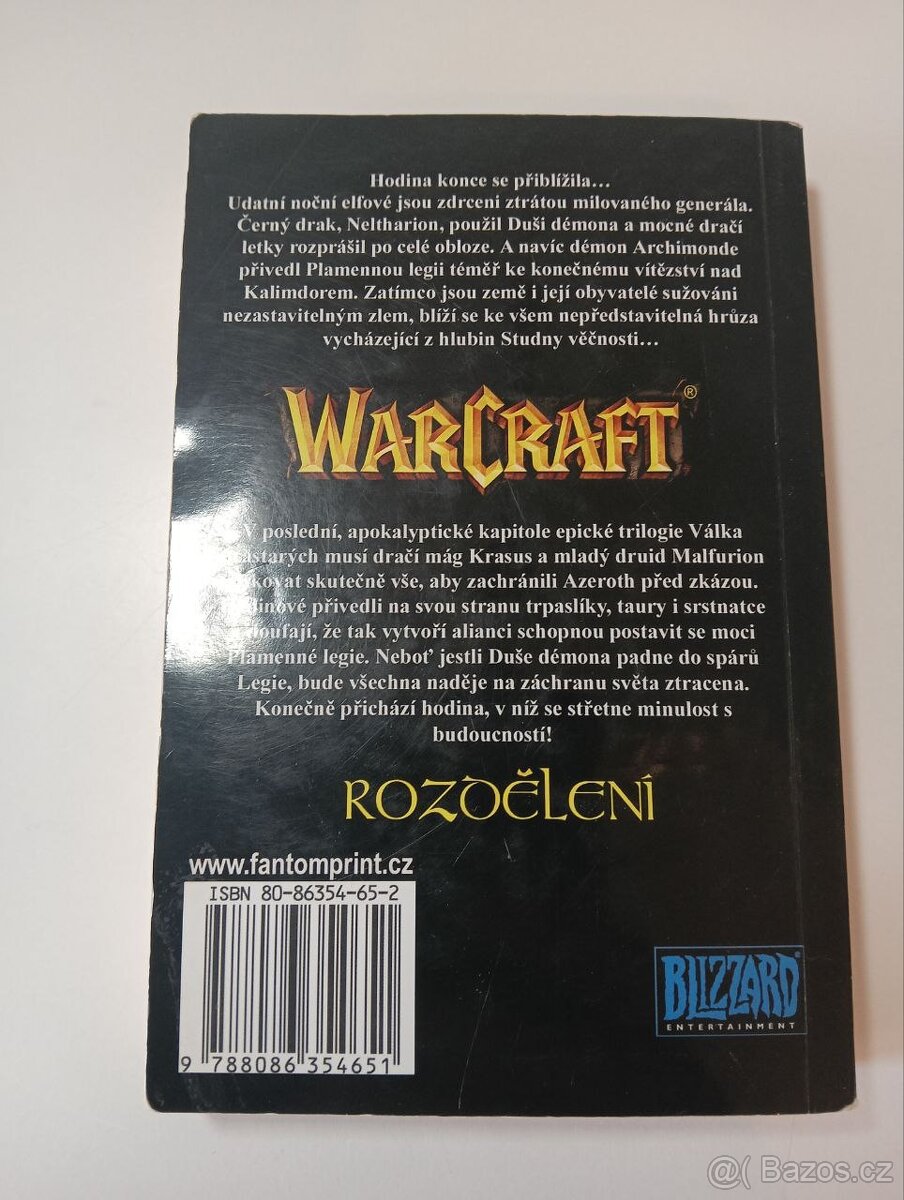 Hodina konce se přiblížila…
Udatní noční elfové jsou zdrceni ztrátou milovaného generála.
Černý drak, Neltharion, použil Duši démona a mocné dračí
letky rozprášil po celé obloze. A navíc démon Archimonde
přivedl Plamennou legii téměř ke konečnému vítězství nad
Kalimdorem. Zatímco jsou země i její obyvatelé sužováni
nezastavitelným zlem, blíží se ke všem nepředstavitelná hrůza
vycházející z hlubin Studny věčnosti…
WARCRAFT®
V poslední, apokalyptické kapitole epické trilogie Válka
musí dračí mág Krasus a mladý druid Malfurion
skutečně vše, aby zachránili Azeroth před zkázou.
přivedli na svou stranu trpaslíky, taury i srstnatce
doufají, že tak vytvoří alianci schopnou postavit se moci
Plamenné legie. Neboť jestli Duše démona padne do spárů
Legie, bude všechna naděje na záchranu světa ztracena.
Konečně přichází hodina, v níž se střetne minulost s
budoucností!
ROZDĚLENÍ
www.fantomprint.cz
ISBN 80-86354-65-2
9 788086 354651
BLIZZARD®
ENTERTAINMENT
@( Bazos.cz